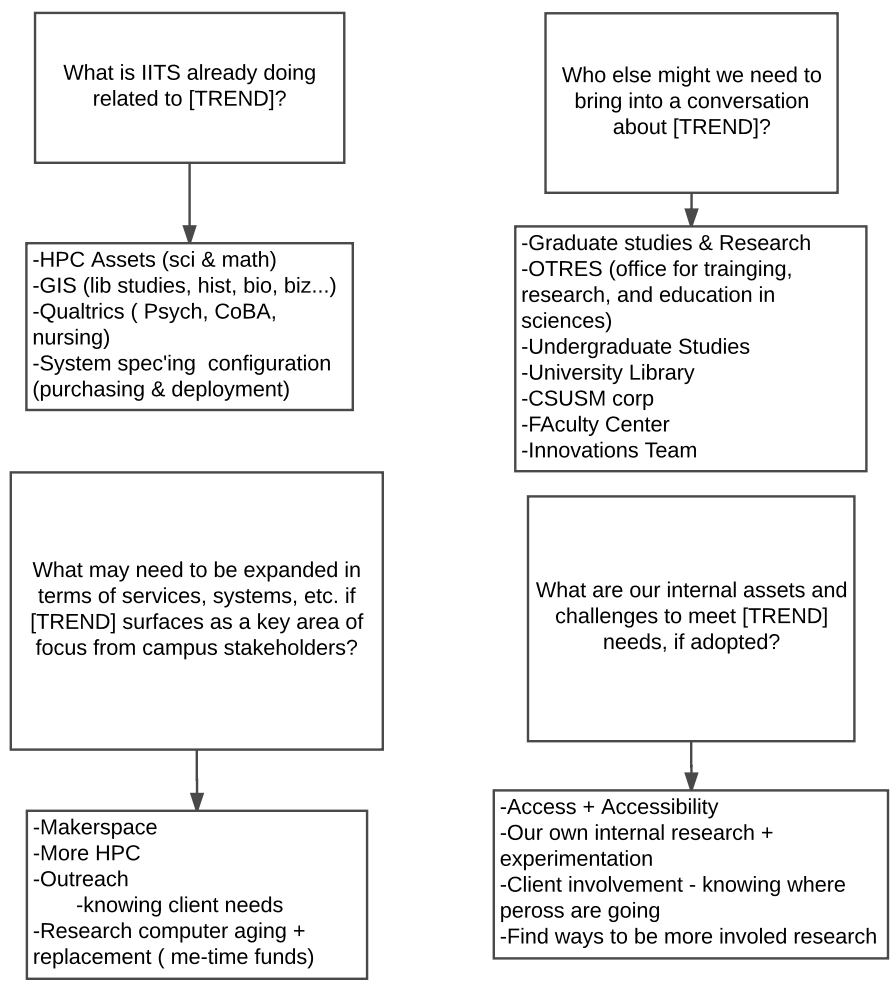 What is IITS already doing
related to [TREND]?
-HPC Assets (sci & math)
-GIS (lib studies, hist, bio, biz...)
-Qualtrics ( Psych, CoBA,
nursing)
-System spec'ing  configuration
(purchasing & deployment)
Who else might we need to
bring into a conversation
about [TREND]?
-Graduate studies & Research
-OTRES (office for trainging,
research, and education in
sciences)
-Undergraduate Studies
-University Library
-CSUSM corp
-FAculty Center
-Innovations Team
What may need to be expanded in
terms of services, systems, etc. if
[TREND] surfaces as a key area of
focus from campus stakeholders?
-Makerspace
-More HPC
-Outreach
-knowing client needs
-Research computer aging +
replacement ( me-time funds)
What are our internal assets and
challenges to meet [TREND]
needs, if adopted?
-Access + Accessibility
-Our own internal research +
experimentation
-Client involvement - knowing where
peross are going
-Find ways to be more involed research